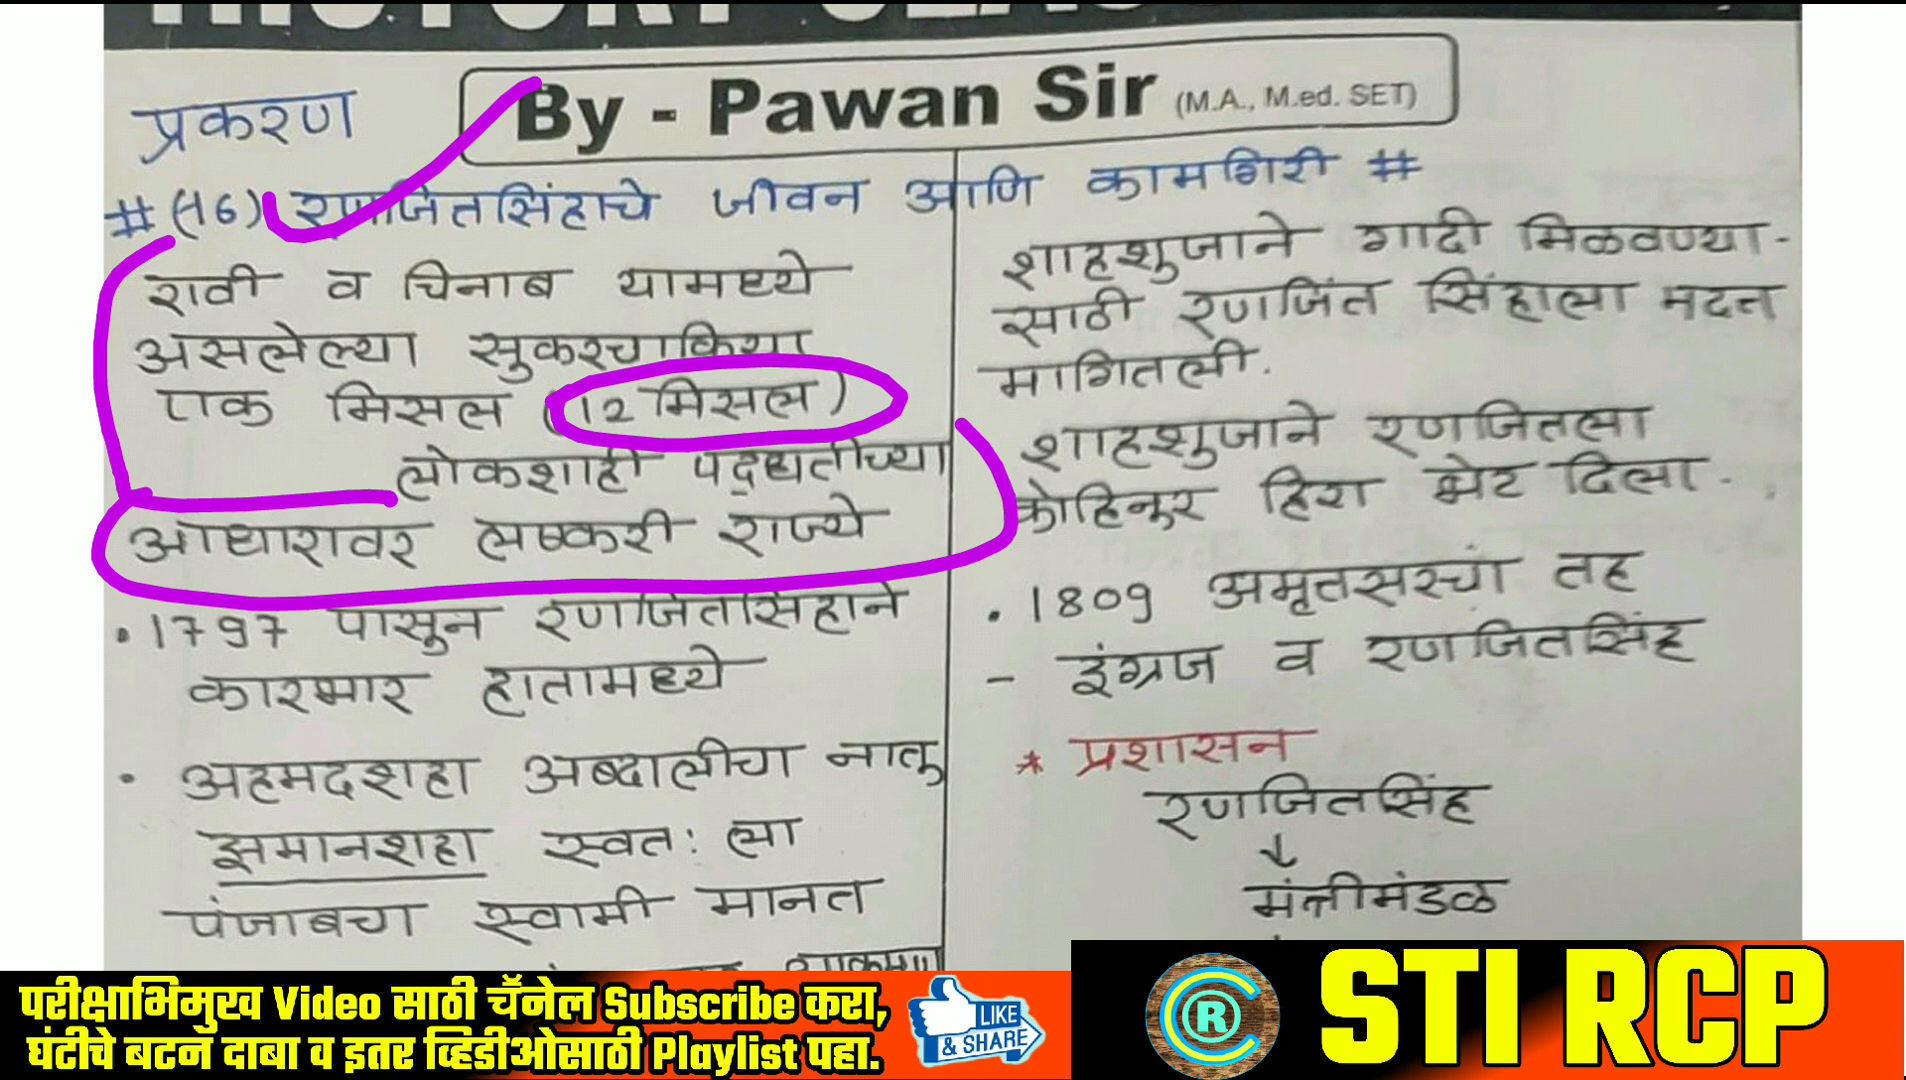 By - Pawan Sir (M.A., M.ed. SET)
प्रकरण
# (16) रणजितसिंहाचे जीवन आणि कामगिरी #
रावी व चिनाब यामध्ये
असलेल्या सुकरचाकिया
एक मिसल (12 मिसल)
लोकशाही पद्धतीच्या
आधारावर लष्करी राज्ये
• 1797 पासुन रणजितसिंहाने
कारभार हातामध्ये
• अहमदशहा अब्दालीचा नातू
झमानशहा स्वत: ला
पंजाबचा स्वामी मानत
शाहशुजाने गादी मिळवण्या-
साठी रणजित सिंहाला मदत
मागितली.
शाहशुजाने रणजितला
कोहिनूर हिरा भेट दिला.
• 1809 अमृतसरचा तह
- इंग्रज व रणजितसिंह
* प्रशासन
रणजितसिंह
↓
मंत्रीमंडळ
परीक्षाभिमुख Video साठी चॅनेल Subscribe करा,
घंटीचे बटन दाबा व इतर व्हिडीओसाठी Playlist पहा.
LIKE
& SHARE
C R
STI RCP